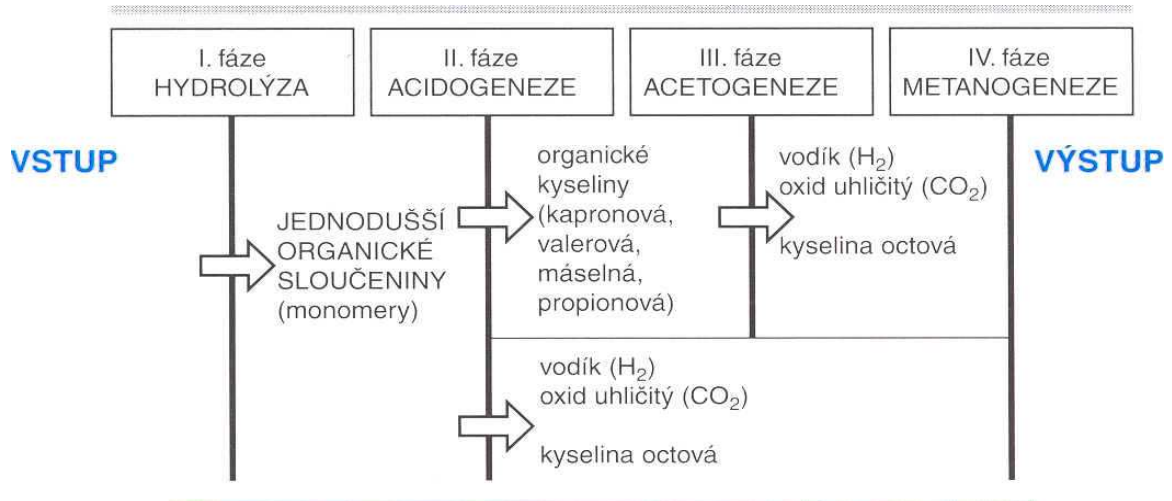 I. fáze
HYDROLÝZA
II. fáze
ACIDOGENEZE
III. fáze
ACETOGENEZE
IV. fáze
METANOGENEZE
VSTUP
JEDNODUŠŠÍ
ORGANICKÉ
SLOUČENINY
(monomery)
organické
kyseliny
(kapronová,
valerová,
máselná,
propionová)
vodík (H₂)
oxid uhličitý (CO₂)
kyselina octová
VÝSTUP
vodík (H₂)
oxid uhličitý (CO₂)
kyselina octová